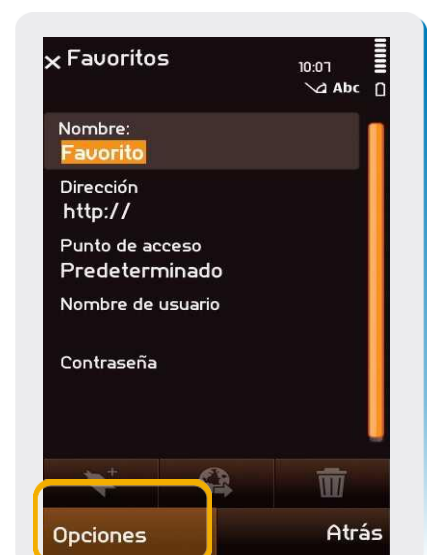 Favoritos
10:07
Abc
Nombre:
Favorito
Dirección
http://
Punto de acceso
Predeterminado
Nombre de usuario
Contraseña
Opciones
Atrás